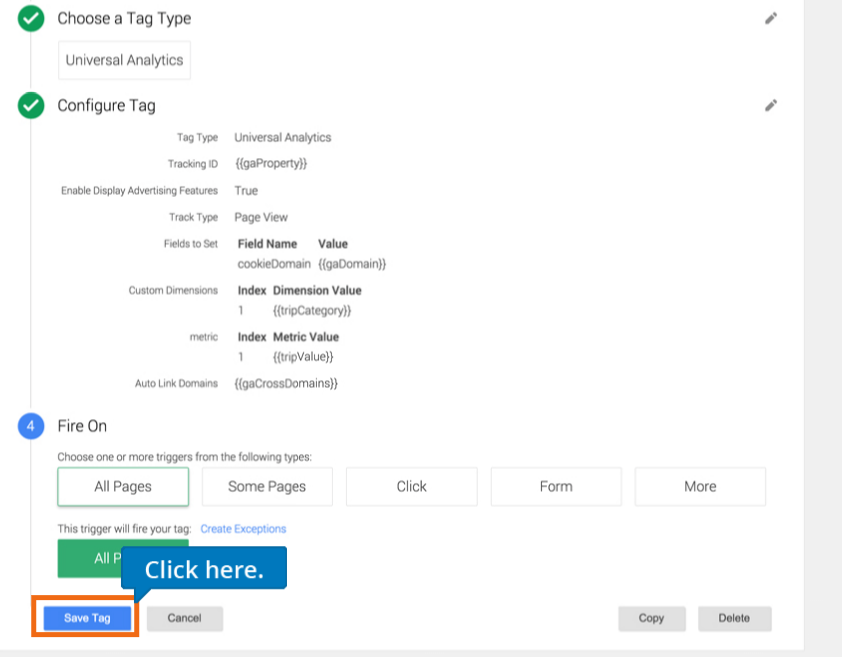 Choose a Tag Type
Universal Analytics
Configure Tag
Tag Type Universal Analytics
Tracking ID {{gaProperty}}
Enable Display Advertising Features True
Track Type Page View
Fields to Set Field Name Value
cookieDomain {{gaDomain}}
Custom Dimensions Index Dimension Value
1 {{tripCategory}}
metric Index Metric Value
1 {{tripValue}}
Auto Link Domains {{gaCrossDomains}}
4 Fire On
Choose one or more triggers from the following types:
All Pages Some Pages Click Form More
This trigger will fire your tag: Create Exceptions
All P
Click here.
Save Tag Cancel Copy Delete